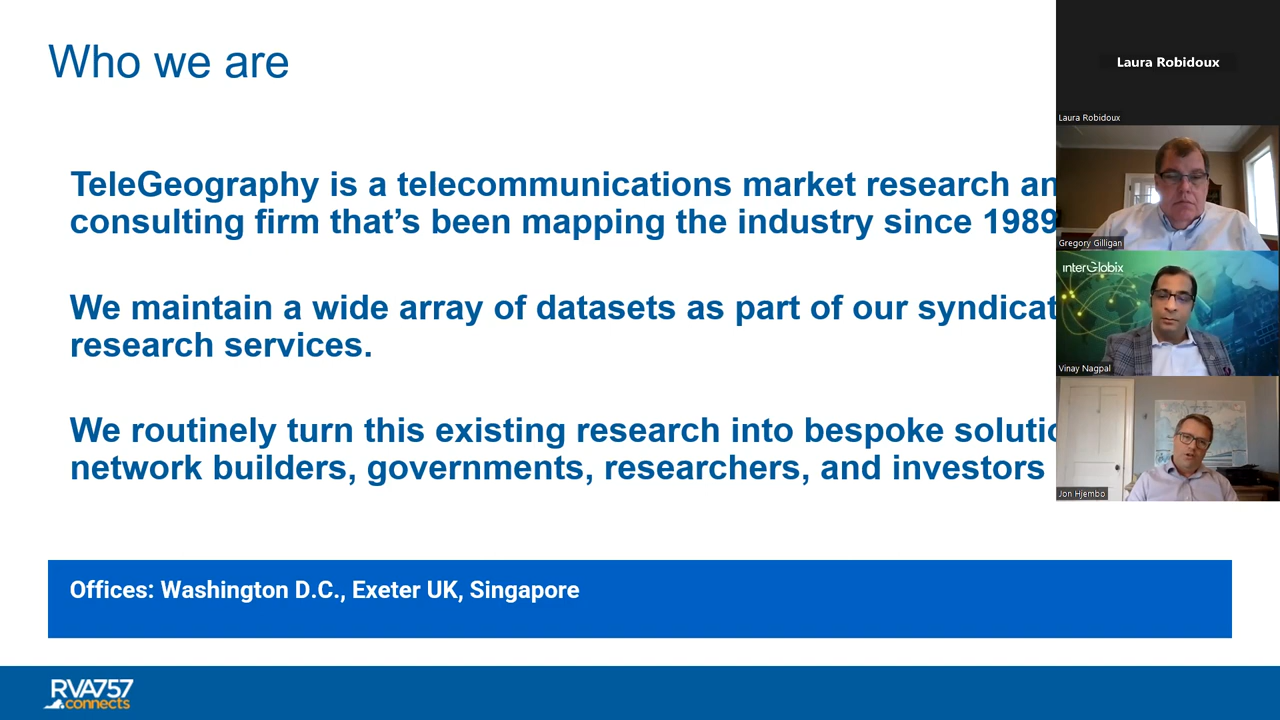 Who we are
TeleGeography is a telecommunications market research an
consulting firm that's been mapping the industry since 1989
We maintain a wide array of datasets as part of our syndicat
research services.
We routinely turn this existing research into bespoke solutio
network builders, governments, researchers, and investors
Offices: Washington D.C., Exeter UK, Singapore
RVA757
connects
Laura Robidoux
Laura Robidoux
Gregory Gilligan
interGlobix
Vinay Nagpal
Jon Hjembo